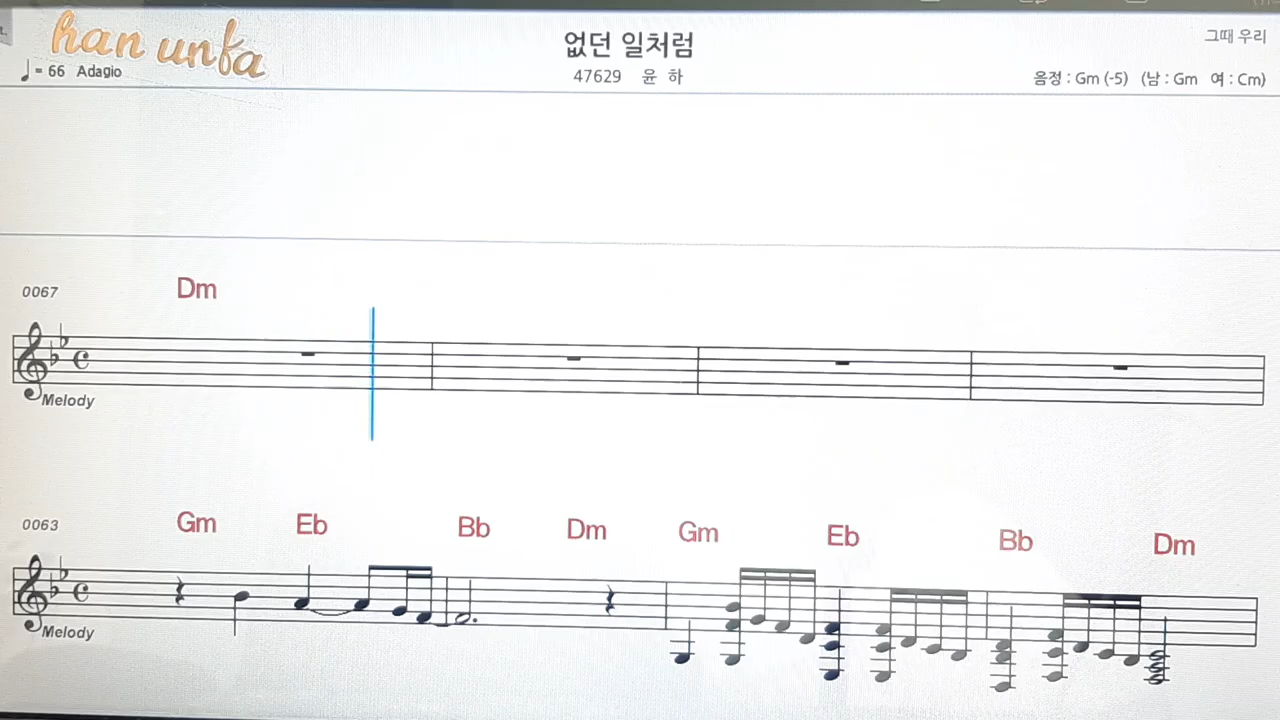 han unfa
없던 일처럼
그때 우리
♩= 66 Adagio
47629 윤 하
음정 : Gm (-5) (남 : Gm 여 : Cm)
0067 Dm
Melody
0063 Gm Eb Bb Dm Gm Eb Bb Dm
Melody